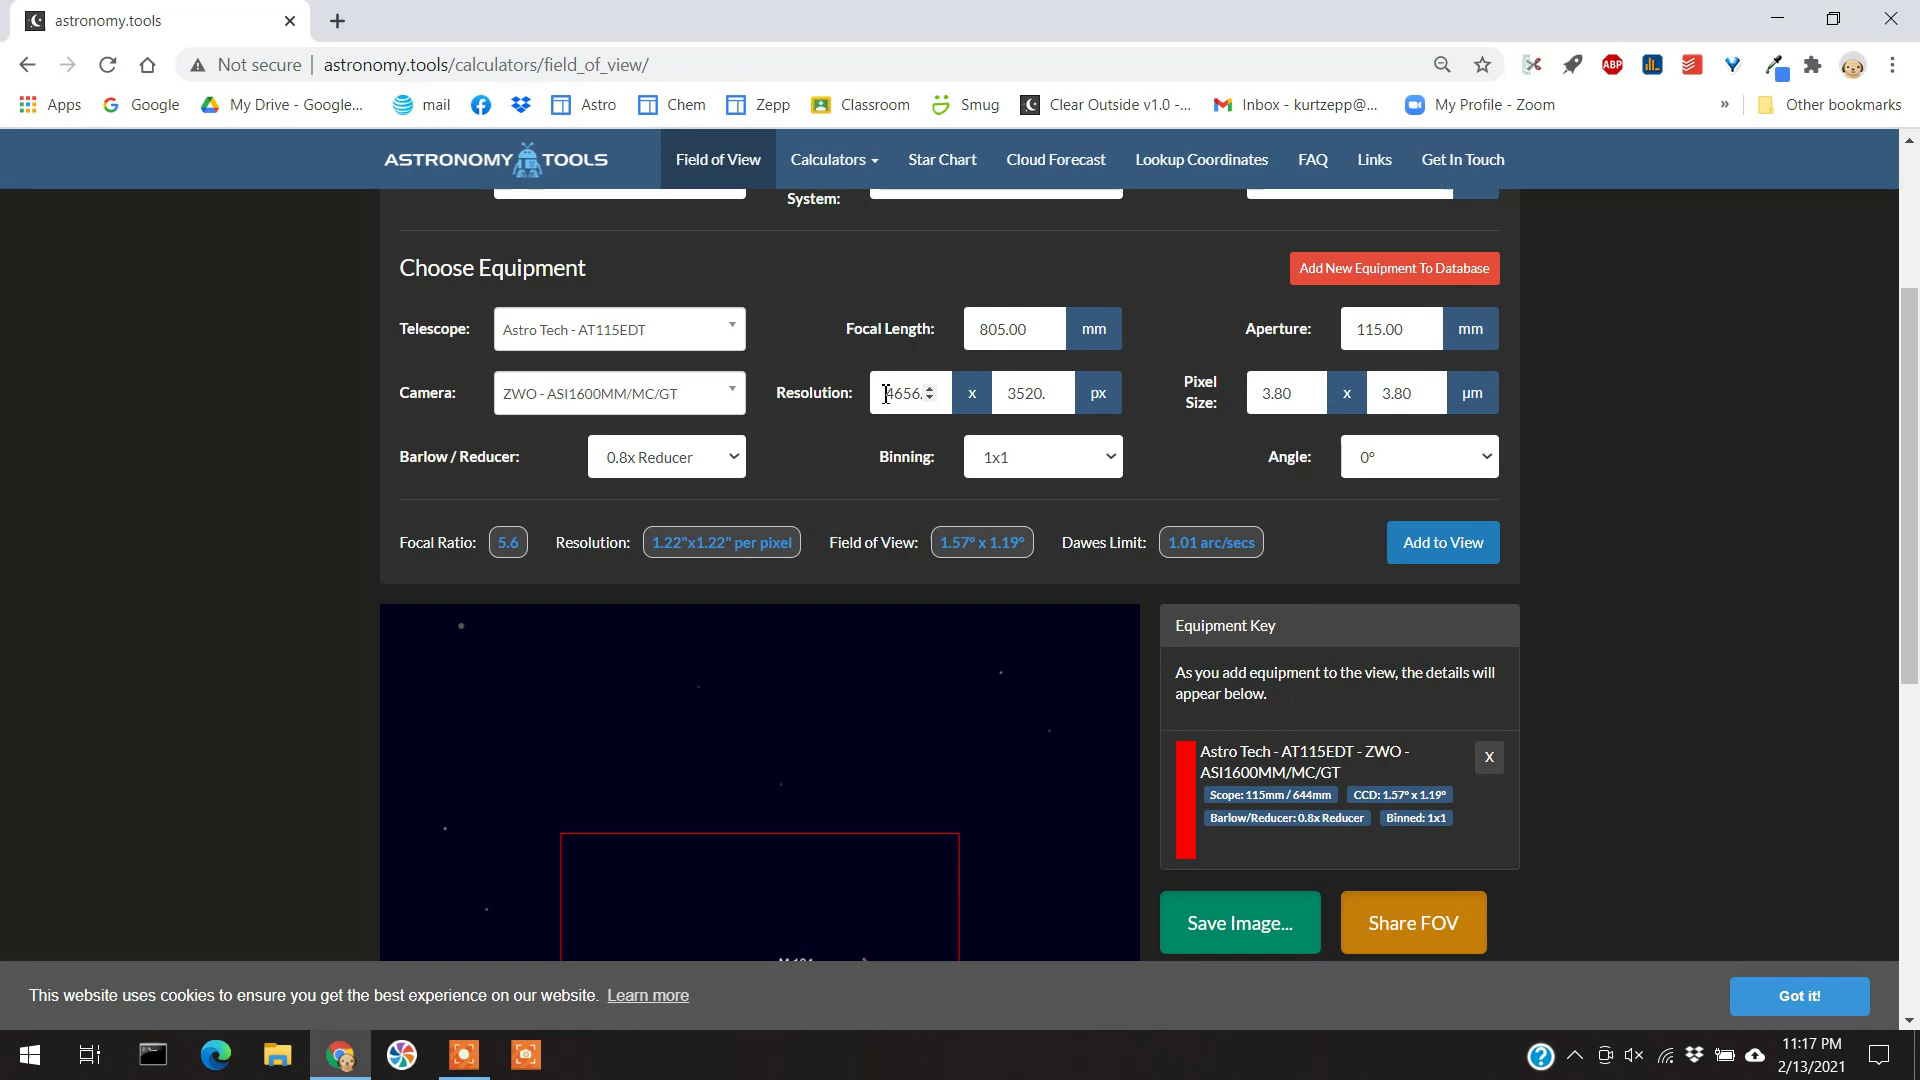 astronomy.tools
Not secure astronomy.tools/calculators/field_of_view/
ABP
Apps Google My Drive - Google... mail Astro Chem Zepp Classroom Smug Clear Outside v1.0 -... Inbox - kurtzepp@... My Profile - Zoom » Other bookmarks
ASTRONOMY TOOLS Field of View Calculators Star Chart Cloud Forecast Lookup Coordinates FAQ Links Get In Touch
System:
Choose Equipment Add New Equipment To Database
Telescope: Astro Tech - AT115EDT Focal Length: 805.00 mm Aperture: 115.00 mm
Camera: ZWO - ASI1600MM/MC/GT Resolution: 4656. x 3520. px Pixel Size: 3.80 x 3.80 µm
Barlow / Reducer: 0.8x Reducer Binning: 1x1 Angle: 0°
Focal Ratio: 5.6 Resolution: 1.22"x1.22" per pixel Field of View: 1.57° x 1.19° Dawes Limit: 1.01 arc/secs Add to View
Equipment Key
As you add equipment to the view, the details will
appear below.
Astro Tech - AT115EDT - ZWO -
ASI1600MM/MC/GT
X
Scope: 115mm / 644mm CCD: 1.57° x 1.19°
Barlow/Reducer: 0.8x Reducer Binned: 1x1
Save Image... Share FOV
This website uses cookies to ensure you get the best experience on our website. Learn more Got it!
11:17 PM
2/13/2021